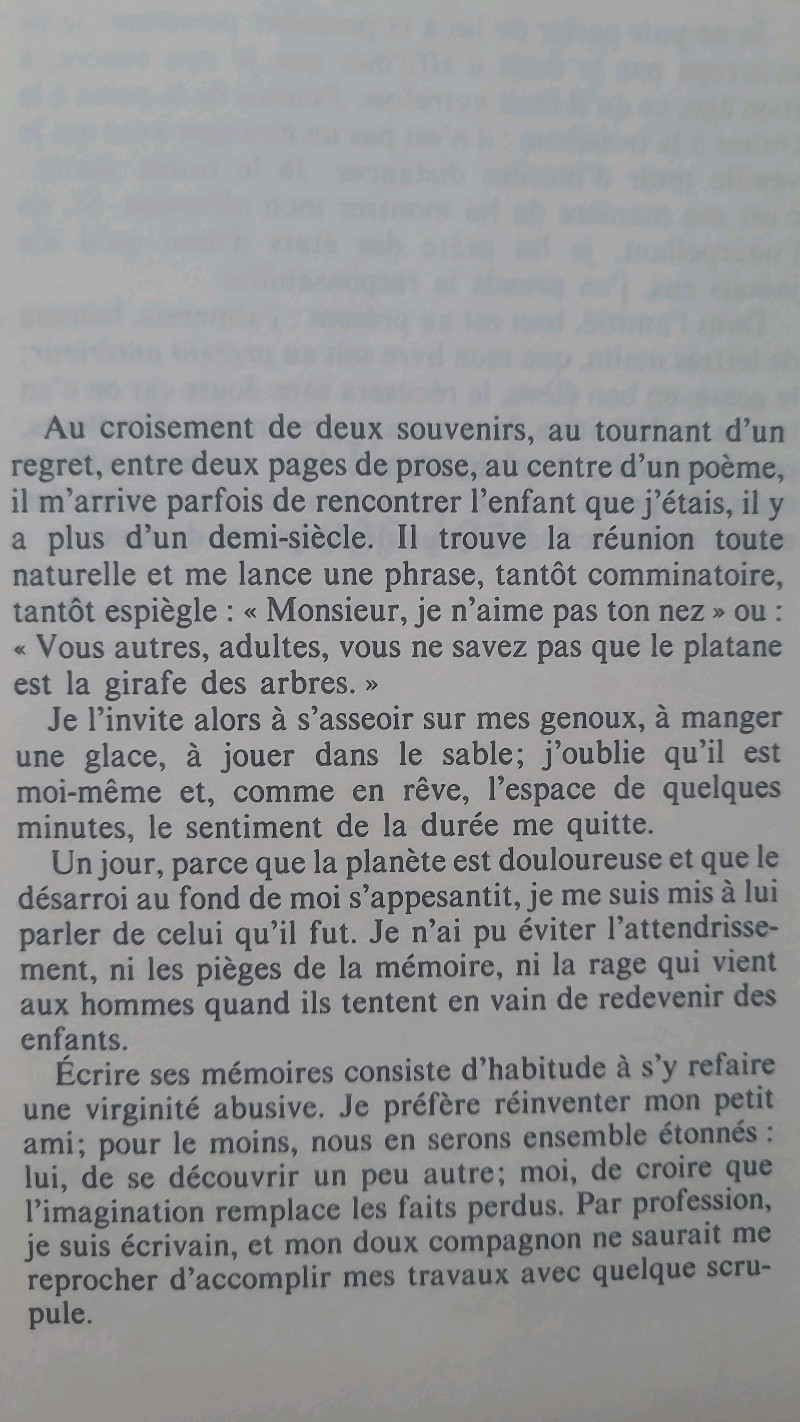 Au croisement de deux souvenirs, au tournant d'un
regret, entre deux pages de prose, au centre d'un poème,
il m'arrive parfois de rencontrer l'enfant que j'étais, il y
a plus d'un demi-siècle. Il trouve la réunion toute
naturelle et me lance une phrase, tantôt comminatoire,
tantôt espiègle : « Monsieur, je n'aime pas ton nez » ou :
« Vous autres, adultes, vous ne savez pas que le platane
est la girafe des arbres. »
Je l'invite alors à s'asseoir sur mes genoux, à manger
une glace, à jouer dans le sable; j'oublie qu'il est
moi-même et, comme en rêve, l'espace de quelques
minutes, le sentiment de la durée me quitte.
Un jour, parce que la planète est douloureuse et que le
désarroi au fond de moi s'appesantit, je me suis mis à lui
parler de celui qu'il fut. Je n'ai pu éviter l'attendrisse-
ment, ni les pièges de la mémoire, ni la rage qui vient
aux hommes quand ils tentent en vain de redevenir des
enfants.
Écrire ses mémoires consiste d'habitude à s'y refaire
une virginité abusive. Je préfère réinventer mon petit
ami; pour le moins, nous en serons ensemble étonnés :
lui, de se découvrir un peu autre; moi, de croire que
l'imagination remplace les faits perdus. Par profession,
je suis écrivain, et mon doux compagnon ne saurait me
reprocher d'accomplir mes travaux avec quelque scru-
pule.